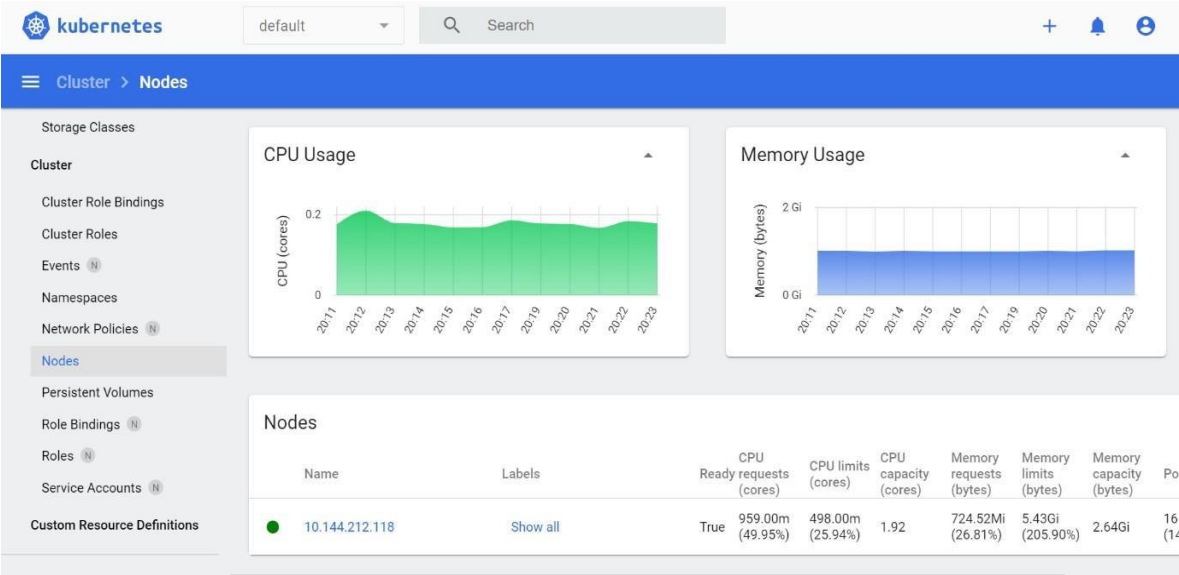 kubernetes
default
Search
Cluster > Nodes
Storage Classes
Cluster
Cluster Role Bindings
Cluster Roles
Events N
Namespaces
Network Policies N
Nodes
Persistent Volumes
Role Bindings N
Roles N
Service Accounts N
Custom Resource Definitions
CPU Usage
CPU (cores)
0.2
0
20:11 20:12 20:13 20:14 20:16 20:16 20:17 20:19 20:20 20:21 20:22 20:23
Memory Usage
Memory (bytes)
2 Gi
0 Gi
20:11 20:12 20:13 20:14 20:15 20:16 20:17 20:19 20:20 20:21 20:22 20:23
Nodes
Name Labels Ready CPU requests (cores) CPU limits (cores) CPU capacity (cores) Memory requests (bytes) Memory limits (bytes) Memory capacity (bytes) Po
10.144.212.118 Show all True 959.00m (49.95%) 498.00m (25.94%) 1.92 724.52Mi (26.81%) 5.43Gi (205.90%) 2.64Gi 16 (14